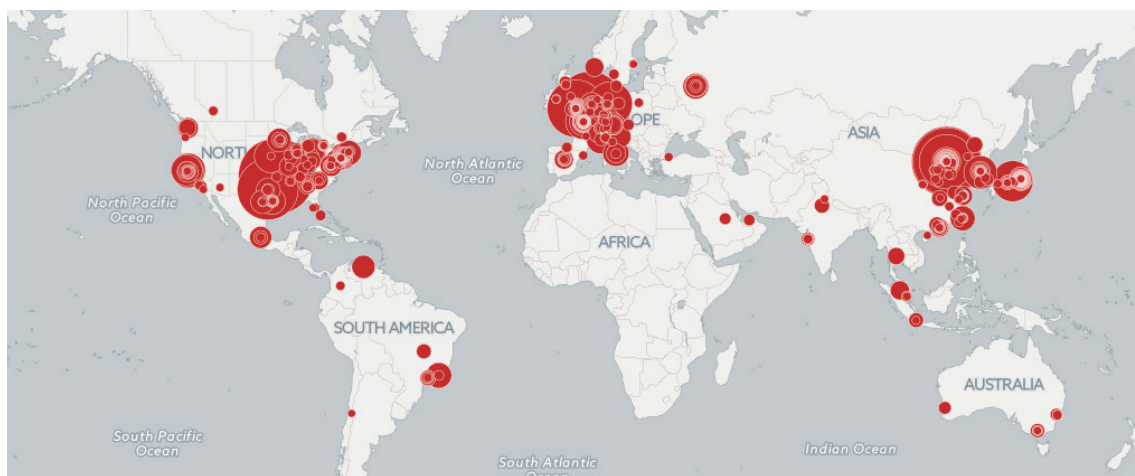 NORTH
North Atlantic
Ocean
OPE
ASIA
North Pacific
Ocean
AFRICA
SOUTH AMERICA
AUSTRALIA
South Pacific
Ocean
South Atlantic
Ocean
Indian Ocean